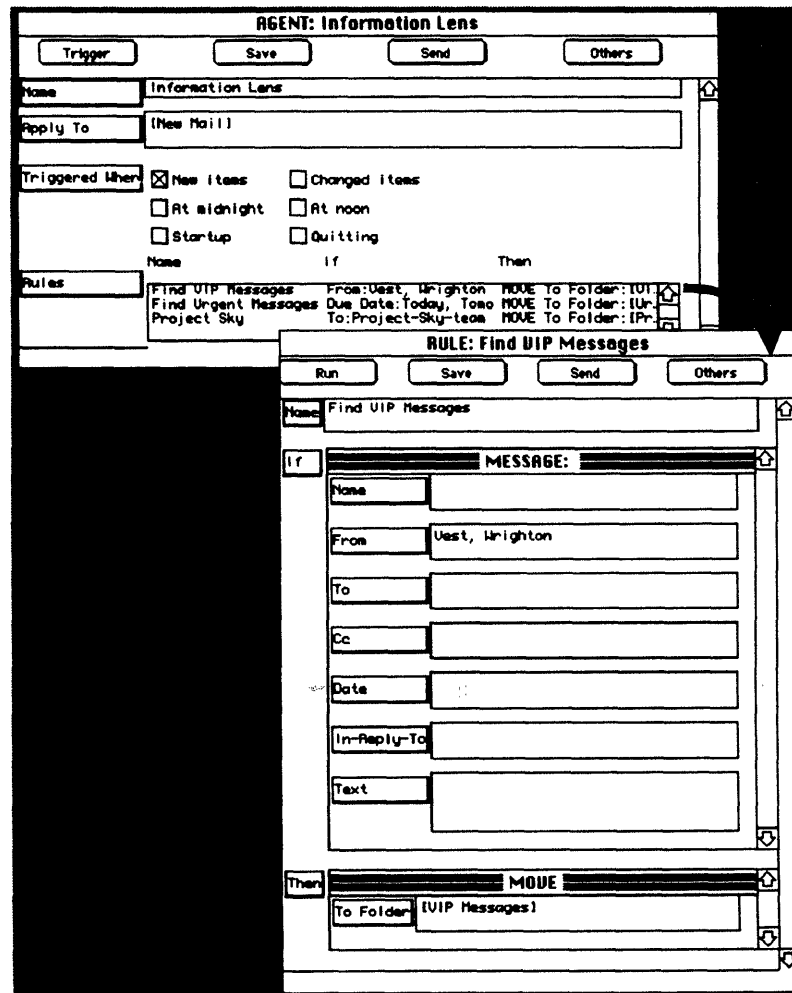 AGENT: Information Lens
Trigger Save Send Others
Name Information Lens
Apply To [New Mail]
Triggered When New items Changed items
At midnight At noon
Startup Quitting
Name If Then
Rules Find VIP Messages From:Vest, Wrighton MOVE To Folder:[VI.
Find Urgent Messages Due Date:Today, Tomo MOVE To Folder:[Ur.
Project Sky To:Project-Sky-team MOVE To Folder:[Pr.
RULE: Find VIP Messages
Run Save Send Others
Name Find VIP Messages
If MESSAGE:
Name
From Vest, Wrighton
To
Cc
Date
In-Reply-To
Text
Then MOVE
To Folder [VIP Messages]